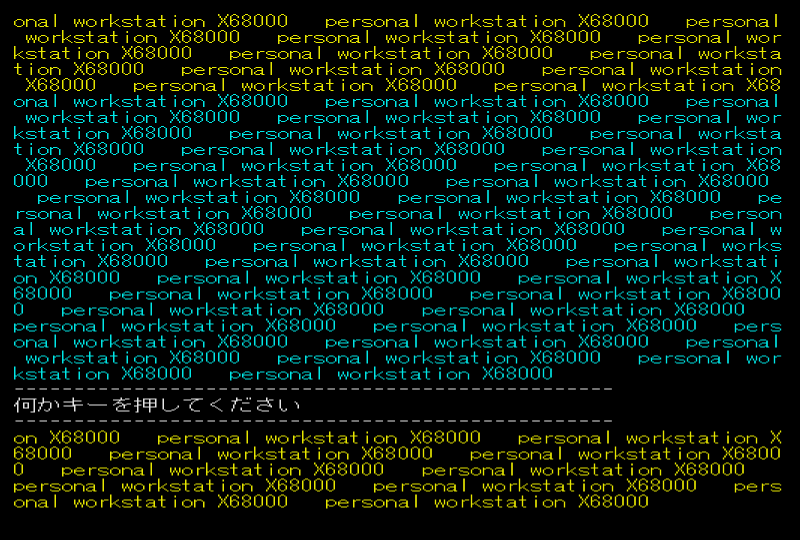 onal workstation X68000   personal workstation X68000   personal
 workstation X68000   personal workstation X68000   personal wor
kstation X68000   personal workstation X68000   personal worksta
tion X68000   personal workstation X68000   personal workstation
 X68000   personal workstation X68000   personal workstation X68
onal workstation X68000   personal workstation X68000   personal
 workstation X68000   personal workstation X68000   personal wor
kstation X68000   personal workstation X68000   personal worksta
tion X68000   personal workstation X68000   personal workstation
 X68000   personal workstation X68000   personal workstation X68
000   personal workstation X68000   personal workstation X68000
  personal workstation X68000   personal workstation X68000   pe
rsonal workstation X68000   personal workstation X68000   person
al workstation X68000   personal workstation X68000   personal w
orkstation X68000   personal workstation X68000   personal works
tation X68000   personal workstation X68000   personal workstati
on X68000   personal workstation X68000   personal workstation X
68000   personal workstation X68000   personal workstation X6800
0   personal workstation X68000   personal workstation X68000
personal workstation X68000   personal workstation X68000   pers
onal workstation X68000   personal workstation X68000   personal
 workstation X68000   personal workstation X68000   personal wor
kstation X68000   personal workstation X68000
--------------------------------------------------
何かキーを押してください
--------------------------------------------------
on X68000   personal workstation X68000   personal workstation X
68000   personal workstation X68000   personal workstation X6800
0   personal workstation X68000   personal workstation X68000
personal workstation X68000   personal workstation X68000   pers
onal workstation X68000   personal workstation X68000